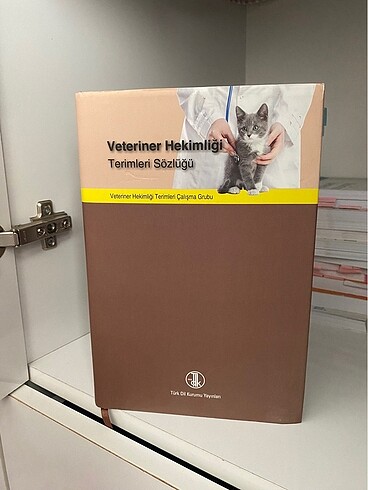 Veteriner Hekimliği
Terimleri Sözlüğü
Veteriner Hekimliği Terimleri Çalışma Grubu
Türk Dil Kurumu Yayınları